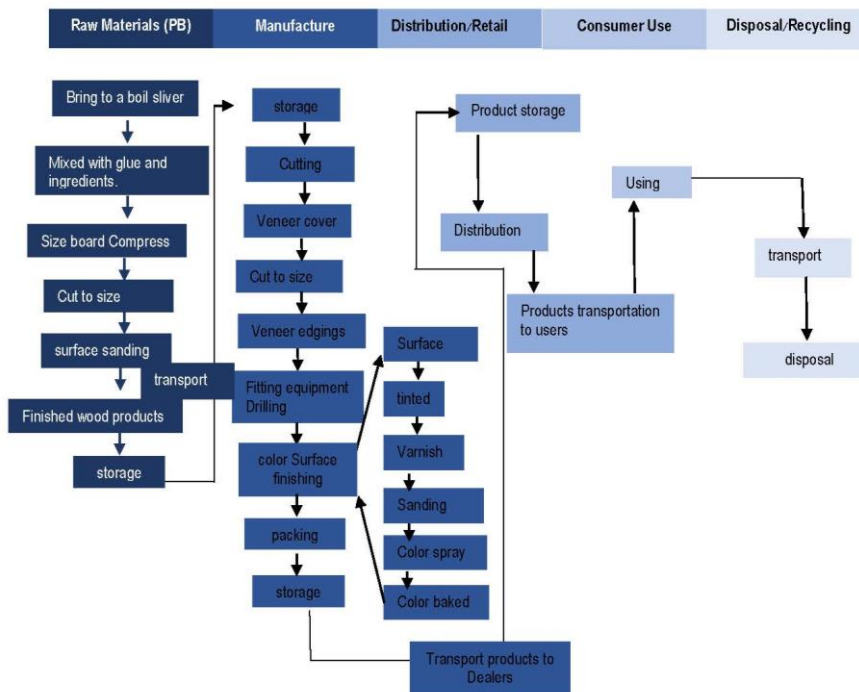 Raw Materials (PB)
Manufacture
Distribution/Retail
Consumer Use
Disposal/Recycling
Bring to a boil sliver
Mixed with glue and
ingredients.
Size board Compress
Cut to size
surface sanding
Finished wood products
storage
transport
storage
Cutting
Veneer cover
Cut to size
Veneer edgings
Fitting equipment
Drilling
color Surface
finishing
packing
storage
Surface
tinted
Varnish
Sanding
Color spray
Color baked
Transport products to
Dealers
Product storage
Distribution
Products transportation
to users
Using
transport
disposal